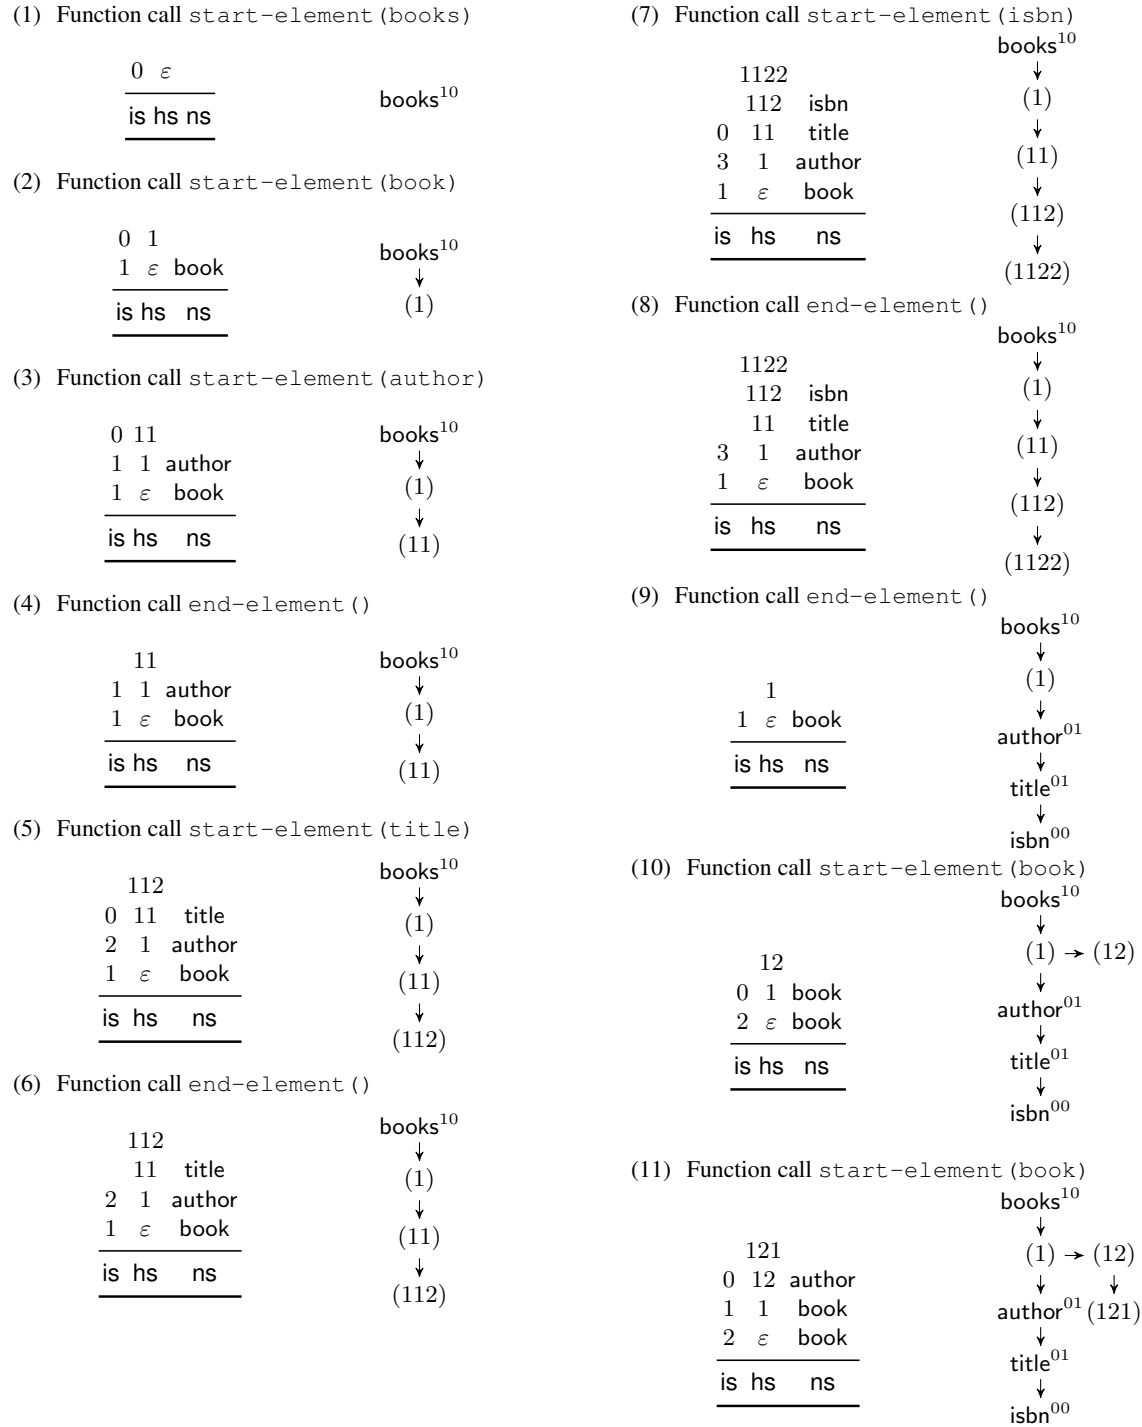 (1) Function call start-element(books)
0 ε
is hs ns
books10
(2) Function call start-element(book)
0 1
1 ε book
is hs ns
books10
(1)
(3) Function call start-element(author)
0 11
1 1 author
1 ε book
is hs ns
books10
(1)
(11)
(4) Function call end-element()
11
1 1 author
1 ε book
is hs ns
books10
(1)
(11)
(5) Function call start-element(title)
112
0 11 title
2 1 author
1 ε book
is hs ns
books10
(1)
(11)
(112)
(6) Function call end-element()
112
11 title
2 1 author
1 ε book
is hs ns
books10
(1)
(11)
(112)
(7) Function call start-element(isbn)
1122
112 isbn
0 11 title
3 1 author
1 ε book
is hs ns
books10
(1)
(11)
(112)
(1122)
(8) Function call end-element()
1122
112 isbn
11 title
3 1 author
1 ε book
is hs ns
books10
(1)
(11)
(112)
(1122)
(9) Function call end-element()
1
1 ε book
is hs ns
books10
(1)
author01
title01
isbn00
(10) Function call start-element(book)
12
0 1 book
2 ε book
is hs ns
books10
(1) → (12)
author01
title01
isbn00
(11) Function call start-element(book)
121
0 12 author
1 1 book
2 ε book
is hs ns
books10
(1) → (12)
author01 (121)
title01
isbn00